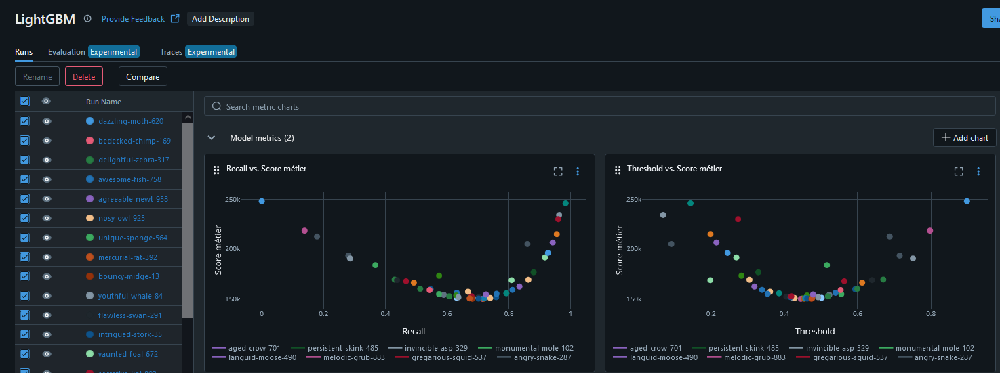 LightGBM Provide Feedback Add Description
Runs Evaluation Experimental Traces Experimental
Rename Delete Compare
Run Name
dazzling-moth-620
bedecked-chimp-169
delightful-zebra-317
awesome-fish-758
agreeable-newt-958
nosy-owl-925
unique-sponge-564
mercurial-rat-392
bouncy-midge-13
youthful-whale-84
flawless-swan-291
intrigued-stork-35
vaunted-foal-672
Search metric charts
Model metrics (2)
Add chart
Recall vs. Score métier
250k
200k
150k
Score métier
0 0.2 0.4 0.6 0.8 1
Recall
aged-crow-701 persistent-skink-485 invincible-asp-329 monumental-mole-102
languid-moose-490 melodic-grub-883 gregarious-squid-537 angry-snake-287
Threshold vs. Score métier
250k
200k
150k
Score métier
0.2 0.4 0.6 0.8
Threshold
aged-crow-701 persistent-skink-485 invincible-asp-329 monumental-mole-102
languid-moose-490 melodic-grub-883 gregarious-squid-537 angry-snake-287